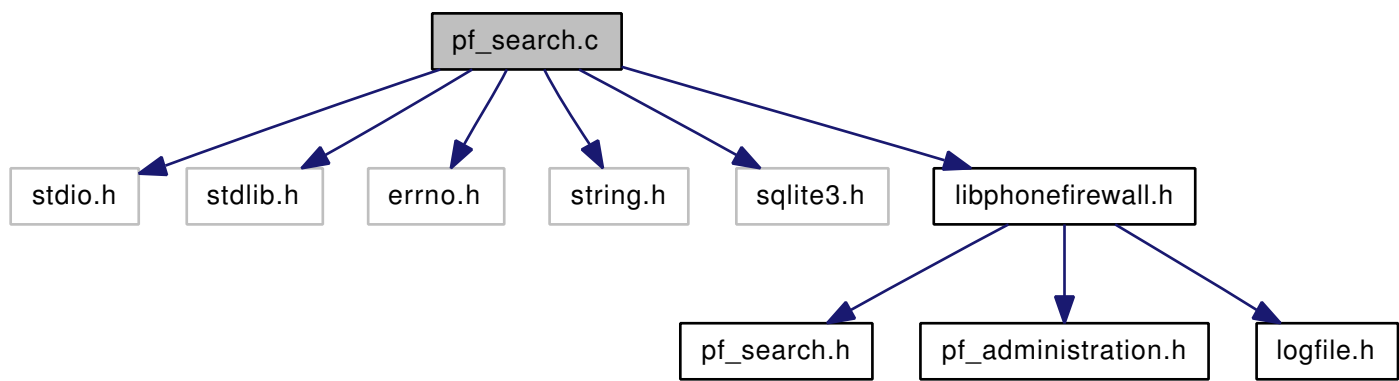 pf_search.c
stdio.h
stdlib.h
errno.h
string.h
sqlite3.h
libphonefirewall.h
pf_search.h
pf_administration.h
logfile.h